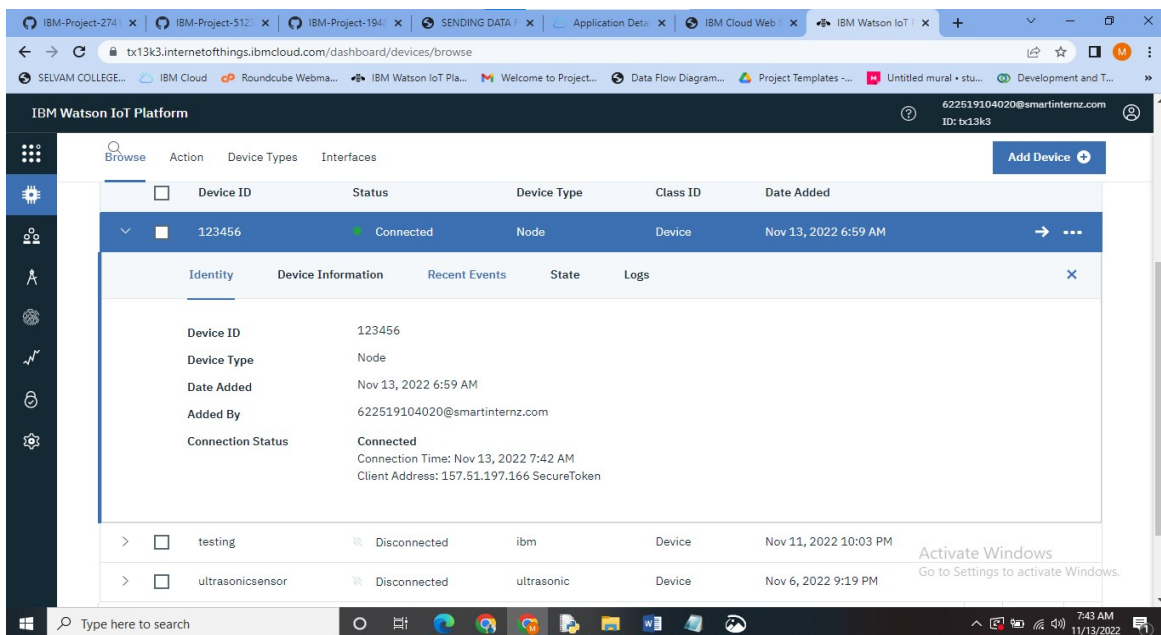 IBM-Project-2741
IBM-Project-5123
IBM-Project-1948
SENDING DATA F
Application Detai
IBM Cloud Web S
IBM Watson IoT P
tx13k3.internetofthings.ibmcloud.com/dashboard/devices/browse
M
SELVAM COLLEGE... IBM Cloud Roundcube Webma... IBM Watson IoT Pla... Welcome to Project... Data Flow Diagram... Project Templates -... Untitled mural • stu... Development and T... »
IBM Watson IoT Platform
622519104020@smartinternz.com
ID: tx13k3
Browse Action Device Types Interfaces
Add Device
Device ID Status Device Type Class ID Date Added
123456 Connected Node Device Nov 13, 2022 6:59 AM
Identity Device Information Recent Events State Logs
Device ID 123456
Device Type Node
Date Added Nov 13, 2022 6:59 AM
Added By 622519104020@smartinternz.com
Connection Status Connected
Connection Time: Nov 13, 2022 7:42 AM
Client Address: 157.51.197.166 SecureToken
testing Disconnected ibm Device Nov 11, 2022 10:03 PM
ultrasonicsensor Disconnected ultrasonic Device Nov 6, 2022 9:19 PM
Activate Windows
Go to Settings to activate Windows.
Type here to search
7:43 AM
11/13/2022